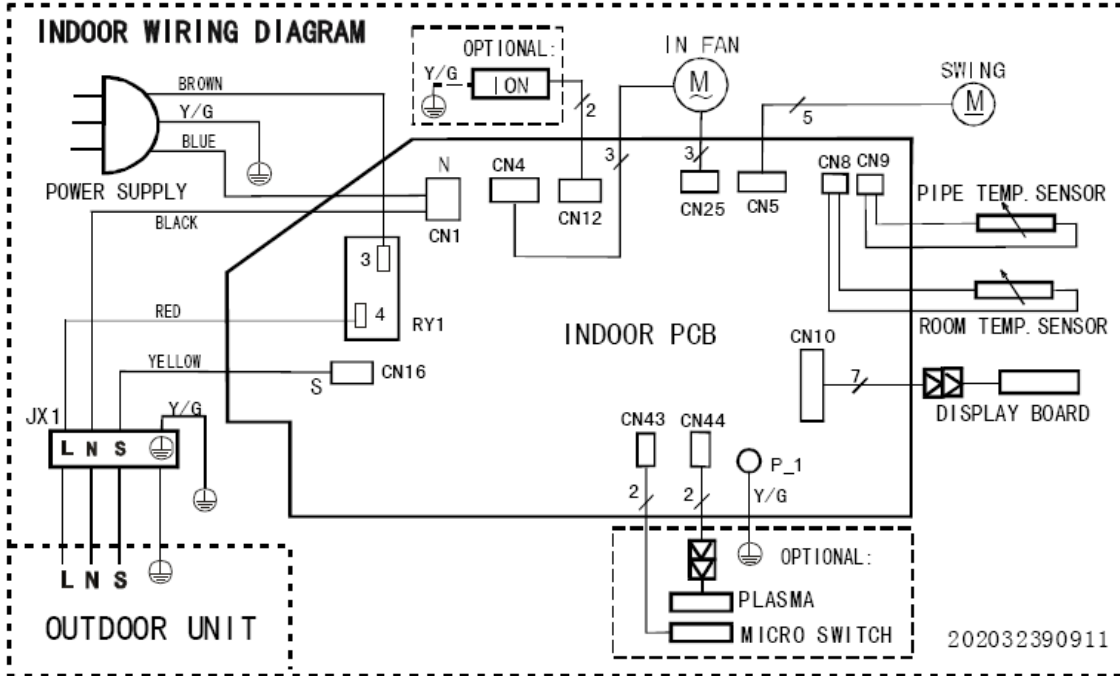 INDOOR WIRING DIAGRAM
OPTIONAL:
Y/G
ION
2
IN FAN
M
SWING
M
BROWN
Y/G
BLUE
POWER SUPPLY
BLACK
N
CN1
CN4
CN12
3
3
CN25
5
CN5
CN8 CN9
PIPE TEMP. SENSOR
ROOM TEMP. SENSOR
3
4
RY1
RED
YELLOW
S
CN16
INDOOR PCB
CN10
7
DISPLAY BOARD
JX1
Y/G
L N S
L N S
OUTDOOR UNIT
CN43 CN44
2
2
P_1
Y/G
OPTIONAL:
PLASMA
MICRO SWITCH
202032390911